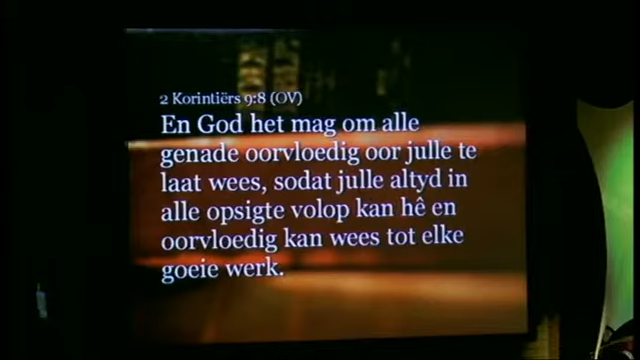 2 Korintiërs 9:8 (OV)
En God het mag om alle
genade oorvloedig oor julle te
laat wees, sodat julle altyd in
alle opsigte volop kan hê en
oorvloedig kan wees tot elke
goeie werk.